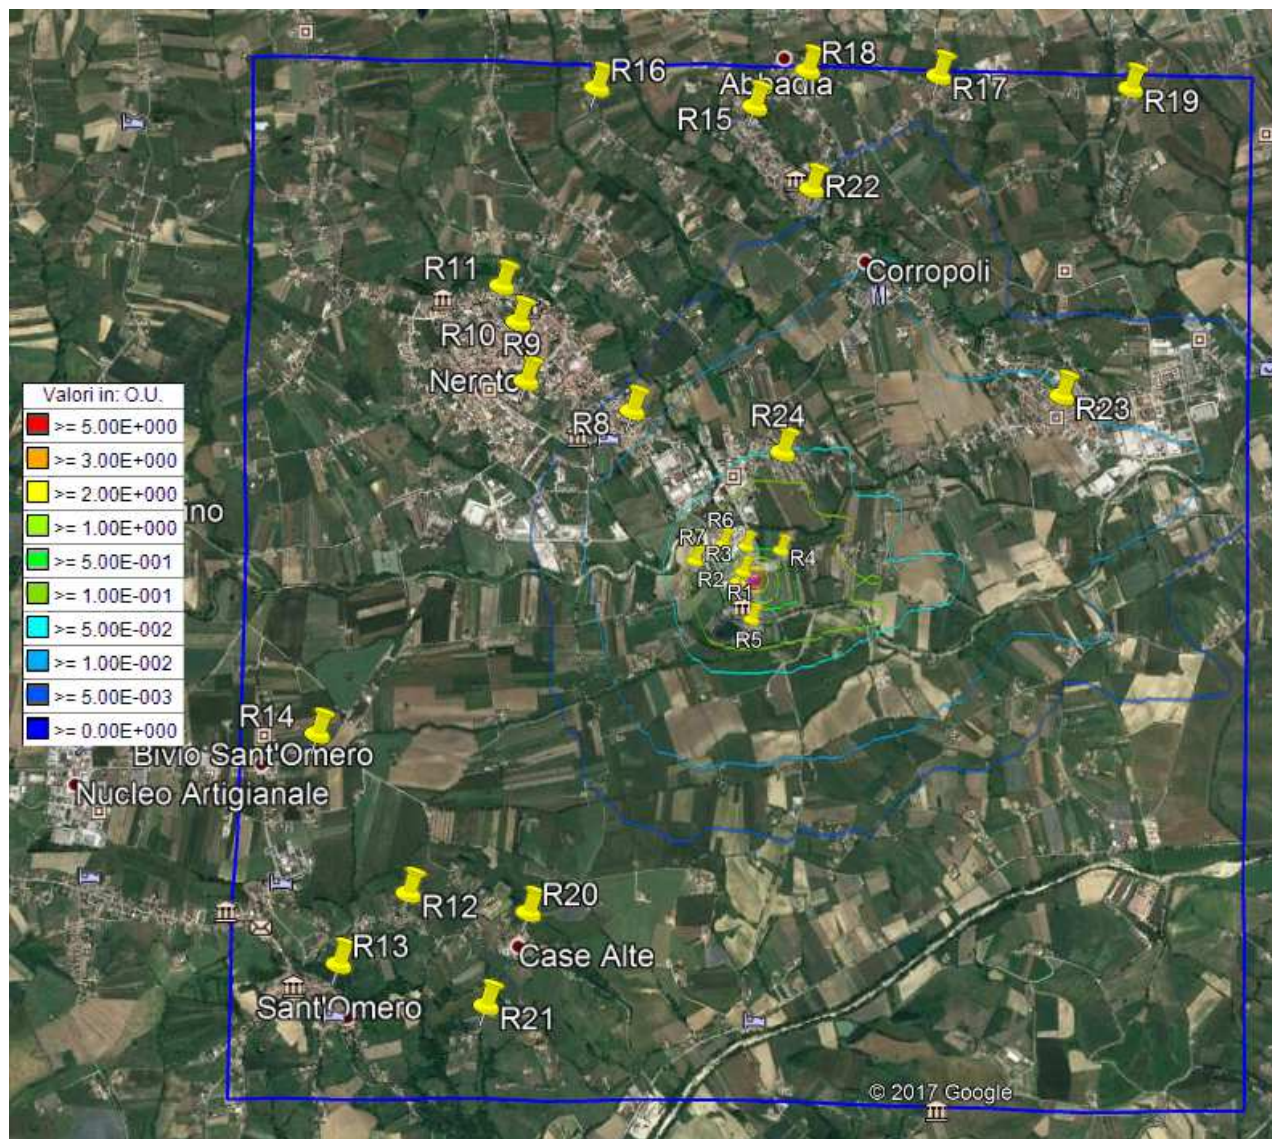 R16
R18
Abbadia
R17
R19
R15
R22
R11
Corropoli
R10
R9
Nereto
R8
R23
R24
Valori in: O.U.
>= 5.00E+000
>= 3.00E+000
>= 2.00E+000
>= 1.00E+000
>= 5.00E-001
>= 1.00E-001
>= 5.00E-002
>= 1.00E-002
>= 5.00E-003
>= 0.00E+000
ino
R6
R7
R3
R4
R2
R1
R5
R14
Bivio Sant'Omero
Nucleo Artigianale
R12
R20
R13
Case Alte
Sant'Omero
R21
© 2017 Google